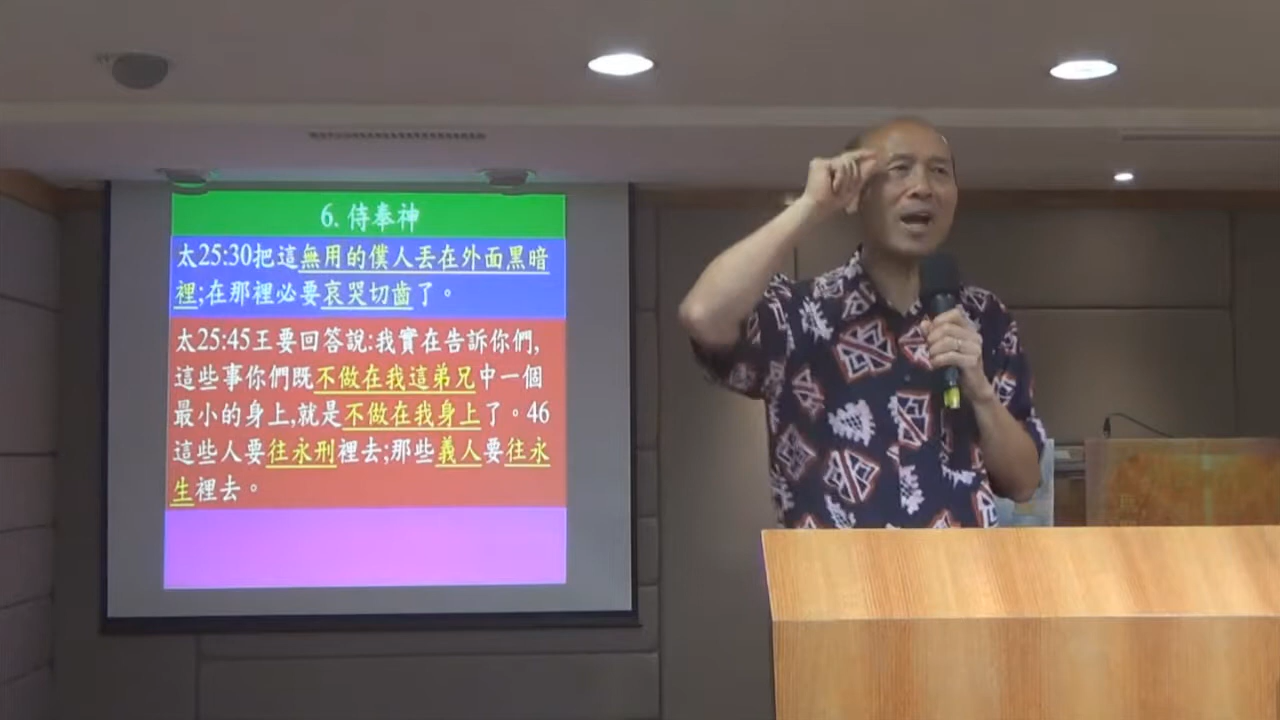 6. 侍奉神
太25:30把這無用的僕人丟在外面黑暗
裡;在那裡必要哀哭切齒了。
太25:45王要回答說:我實在告訴你們,
這些事你們既不做在我這弟兄中一個
最小的身上,就是不做在我身上了。46
這些人要往永刑裡去;那些義人要往永
生裡去。